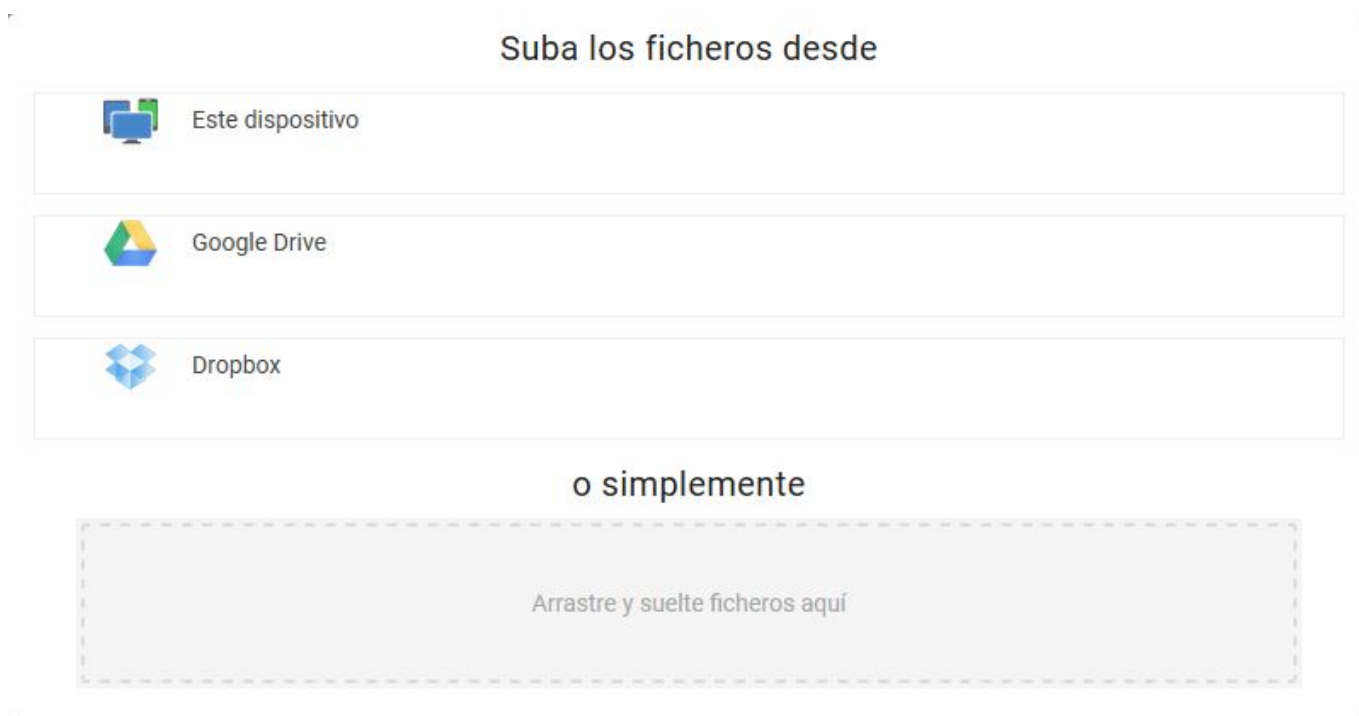 Suba los ficheros desde
Este dispositivo
Google Drive
Dropbox
o simplemente
Arrastre y suelte ficheros aquí